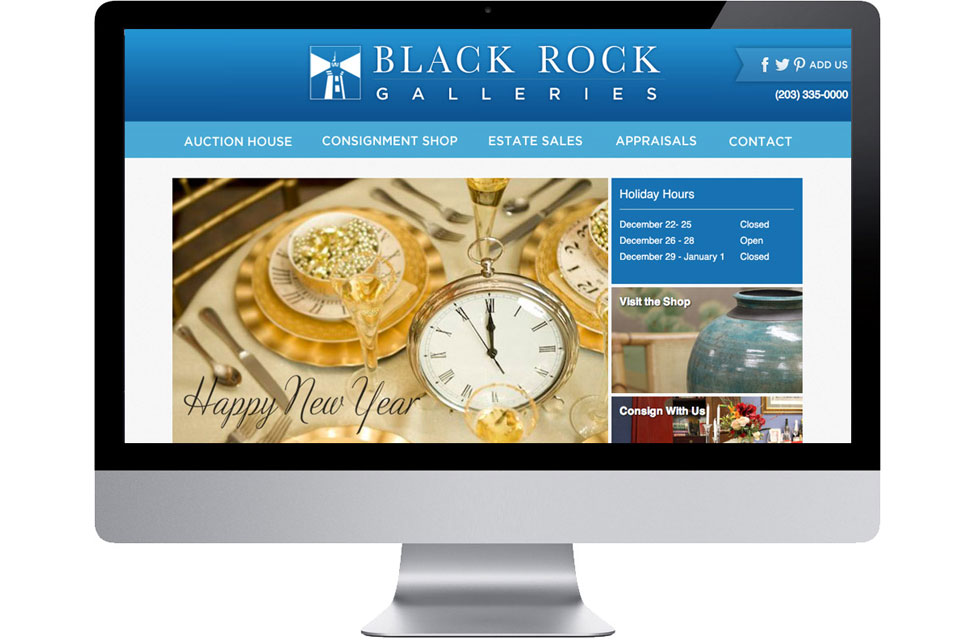 BLACK ROCK
GALLERIES
ADD US
(203) 335-0000
AUCTION HOUSE CONSIGNMENT SHOP ESTATE SALES APPRAISALS CONTACT
Happy New Year
Holiday Hours
December 22- 25 Closed
December 26 - 28 Open
December 29 - January 1 Closed
Visit the Shop
Consign With Us